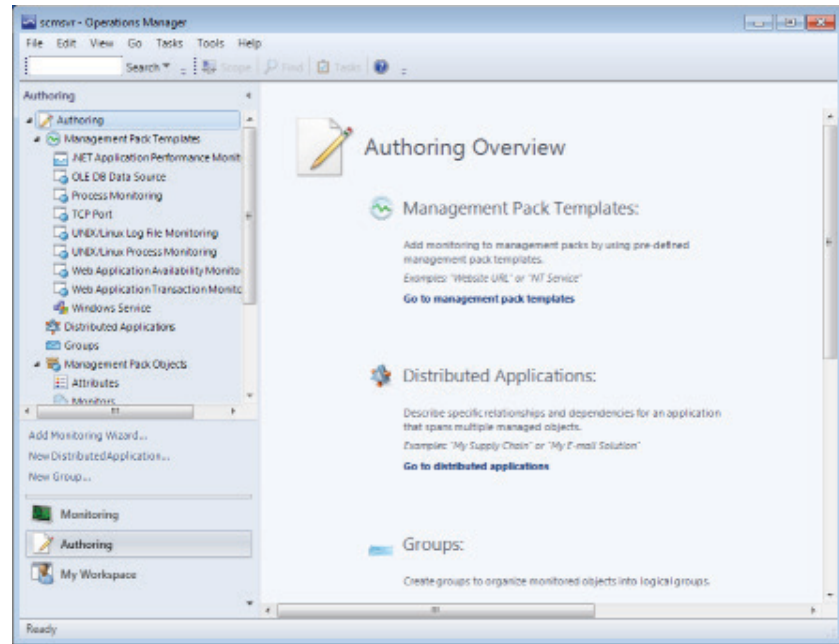 scmsvr - Operations Manager
File Edit View Go Tasks Tools Help
Search Scope Find Tasks
Authoring
Authoring
Management Pack Templates
.NET Application Performance Monit
OLE DB Data Source
Process Monitoring
TCP Port
UNIX/Linux Log File Monitoring
UNIX/Linux Process Monitoring
Web Application Availability Monito
Web Application Transaction Monitc
Windows Service
Distributed Applications
Groups
Management Pack Objects
Attributes
Monitors
Add Monitoring Wizard...
New Distributed Application...
New Group...
Monitoring
Authoring
My Workspace
Authoring Overview
Management Pack Templates:
Add monitoring to management packs by using pre-defined
management pack templates.
Examples: "Website URL" or "NT Service"
Go to management pack templates
Distributed Applications:
Describe specific relationships and dependencies for an application
that spans multiple managed objects.
Examples: "My Supply Chain" or "My E-mail Solution"
Go to distributed applications
Groups:
Create groups to organize monitored objects into logical groups.
Ready